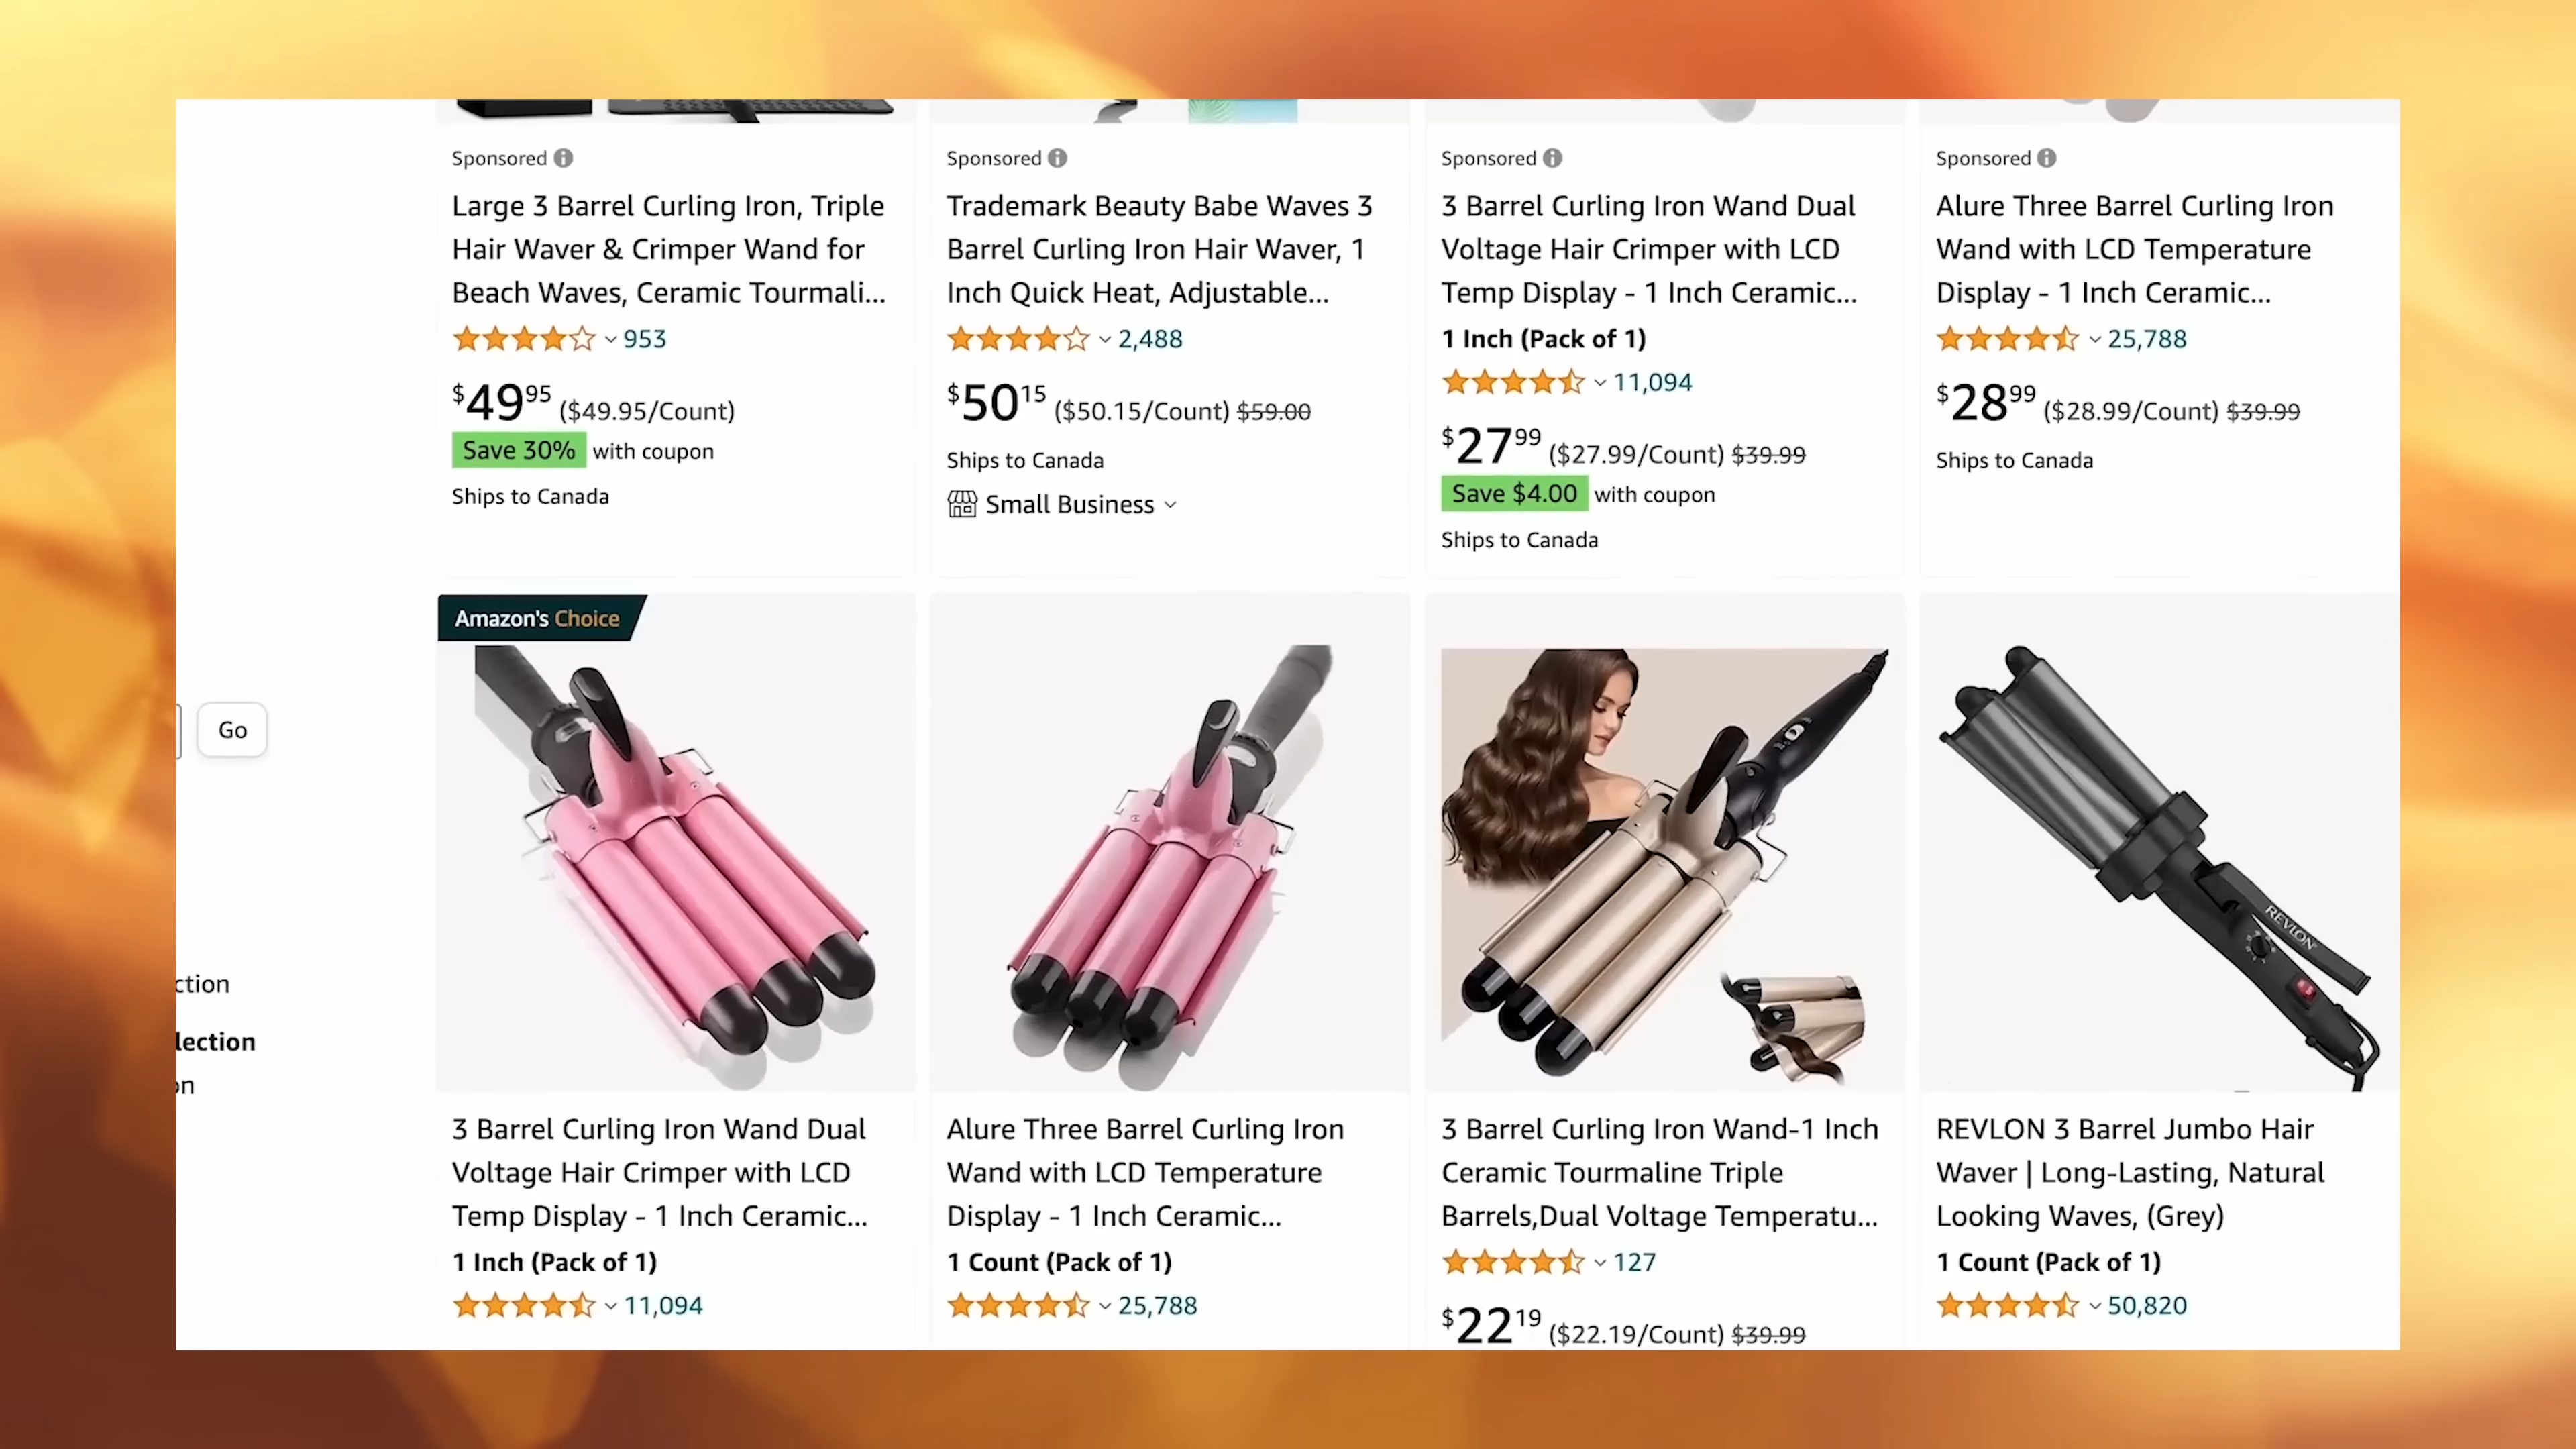 Sponsored
Large 3 Barrel Curling Iron, Triple
Hair Waver & Crimper Wand for
Beach Waves, Ceramic Tourmali...
953
$49.95 ($49.95/Count)
Save 30% with coupon
Ships to Canada
Sponsored
Trademark Beauty Babe Waves 3
Barrel Curling Iron Hair Waver, 1
Inch Quick Heat, Adjustable...
2,488
$50.15 ($50.15/Count) $59.00
Ships to Canada
Small Business
Sponsored
3 Barrel Curling Iron Wand Dual
Voltage Hair Crimper with LCD
Temp Display - 1 Inch Ceramic...
1 Inch (Pack of 1)
11,094
$27.99 ($27.99/Count) $39.99
Save $4.00 with coupon
Ships to Canada
Sponsored
Alure Three Barrel Curling Iron
Wand with LCD Temperature
Display - 1 Inch Ceramic...
25,788
$28.99 ($28.99/Count) $39.99
Ships to Canada
Go
ction
lection
on
Amazon's Choice
3 Barrel Curling Iron Wand Dual
Voltage Hair Crimper with LCD
Temp Display - 1 Inch Ceramic...
1 Inch (Pack of 1)
11,094
Alure Three Barrel Curling Iron
Wand with LCD Temperature
Display - 1 Inch Ceramic...
1 Count (Pack of 1)
25,788
3 Barrel Curling Iron Wand-1 Inch
Ceramic Tourmaline Triple
Barrels,Dual Voltage Temperatu...
127
$22.19 ($22.19/Count) $39.99
REVLON
REVLON 3 Barrel Jumbo Hair
Waver | Long-Lasting, Natural
Looking Waves, (Grey)
1 Count (Pack of 1)
50,820